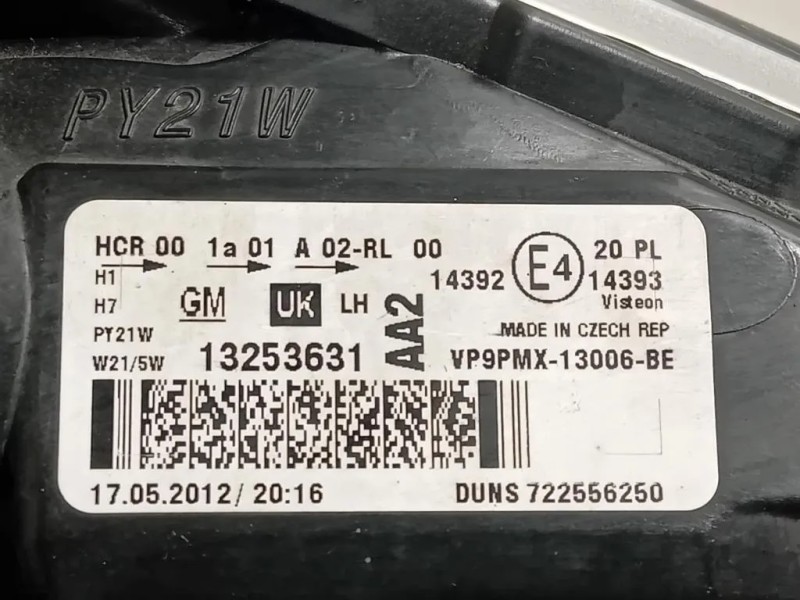 PY21W
HCR 00 1a 01 A 02-RL 00 E4 20 PL
H1 14392 14393
H7 GM UK LH AA2 Visteon
PY21W MADE IN CZECH REP
W21/5W 13253631 VP9PMX-13006-BE
17.05.2012/ 20:16 DUNS 722556250